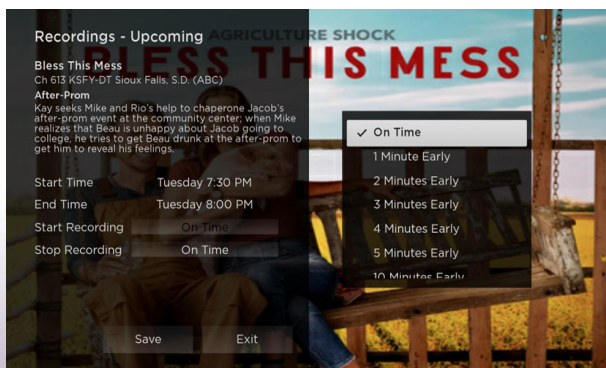 Recordings - Upcoming
AGRICULTURE SHOCK
BLESS THIS MESS
Bless This Mess
Ch 613 KSFY-DT Sioux Falls, S.D. (ABC)
After-Prom
Kay seeks Mike and Rio's help to chaperone Jacob's
after-prom event at the community center; when Mike
realizes that Beau is unhappy about Jacob going to
college, he tries to get Beau drunk at the after-prom to
get him to reveal his feelings.
Start Time Tuesday 7:30 PM
End Time Tuesday 8:00 PM
Start Recording On Time
Stop Recording On Time
Save Exit
✓ On Time
1 Minute Early
2 Minutes Early
3 Minutes Early
4 Minutes Early
5 Minutes Early
10 Minutes Early